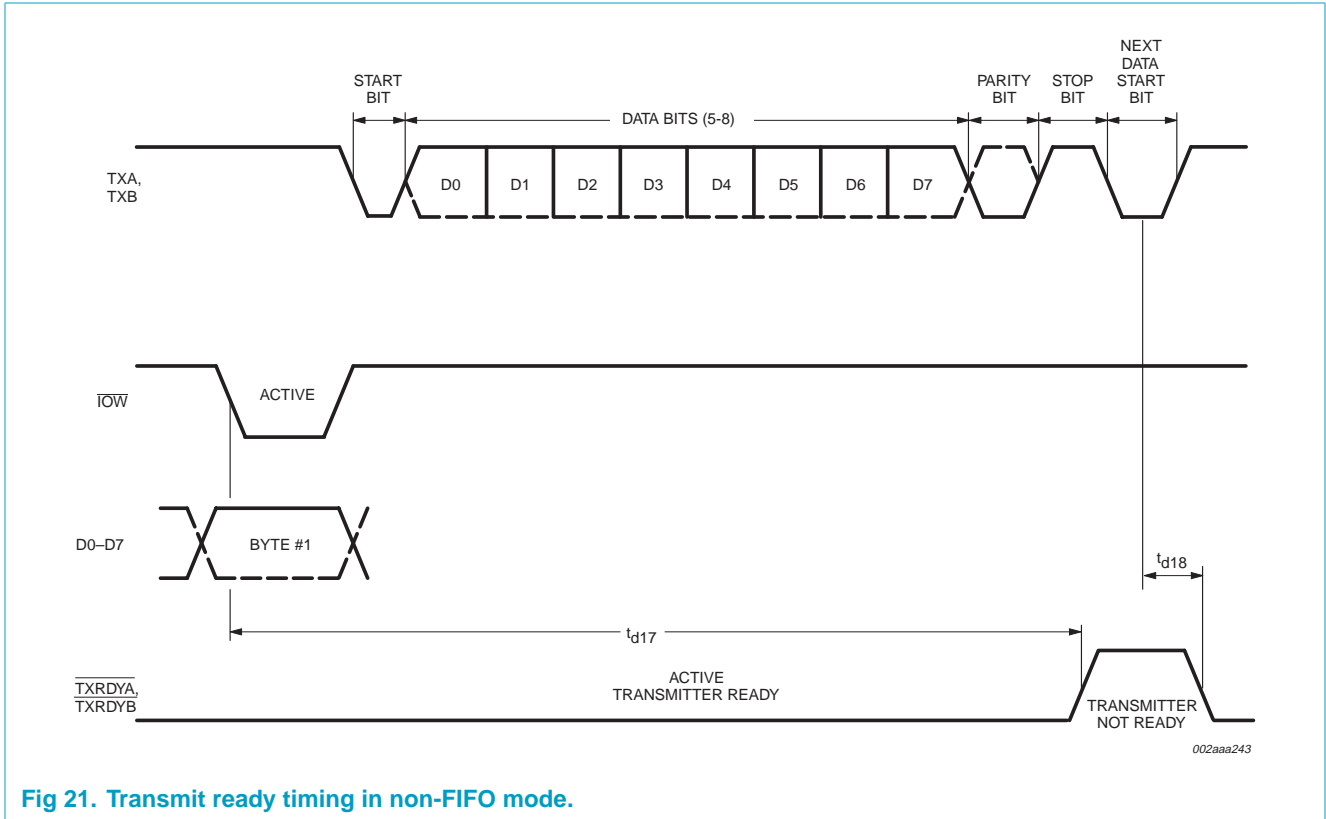 NEXT
DATA
START
BIT
START
BIT
PARITY
BIT
STOP
BIT
DATA BITS (5-8)
TXA,
TXB
D0 D1 D2 D3 D4 D5 D6 D7
IOW
ACTIVE
D0–D7
BYTE #1
td18
td17
TXRDYA,
TXRDYB
ACTIVE
TRANSMITTER READY
TRANSMITTER
NOT READY
002aaa243
Fig 21. Transmit ready timing in non-FIFO mode.